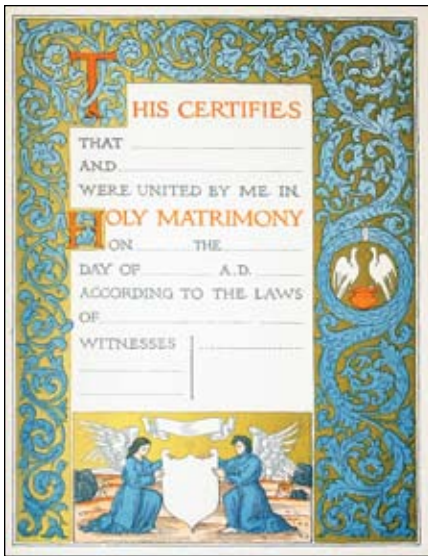 THIS CERTIFIES
THAT
AND
WERE UNITED BY ME IN
HOLY MATRIMONY
ON THE
DAY OF A.D.
ACCORDING TO THE LAWS
OF
WITNESSES